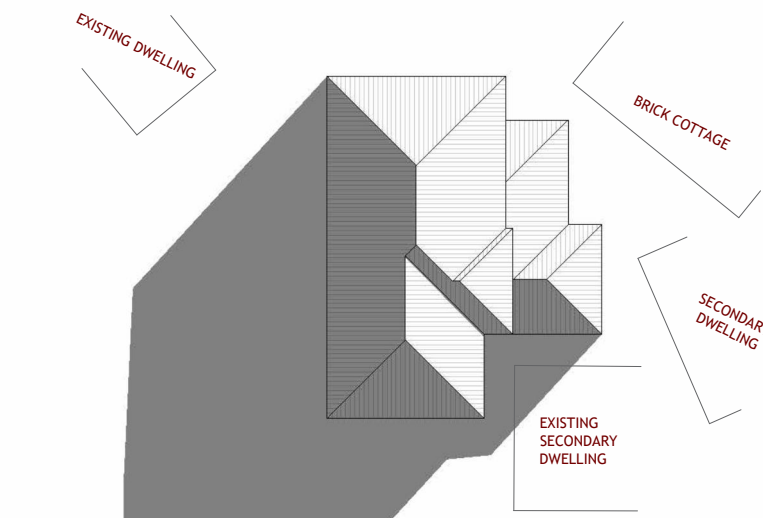 EXISTING DWELLING
BRICK COTTAGE
SECONDAR
DWELLING
EXISTING
SECONDARY
DWELLING